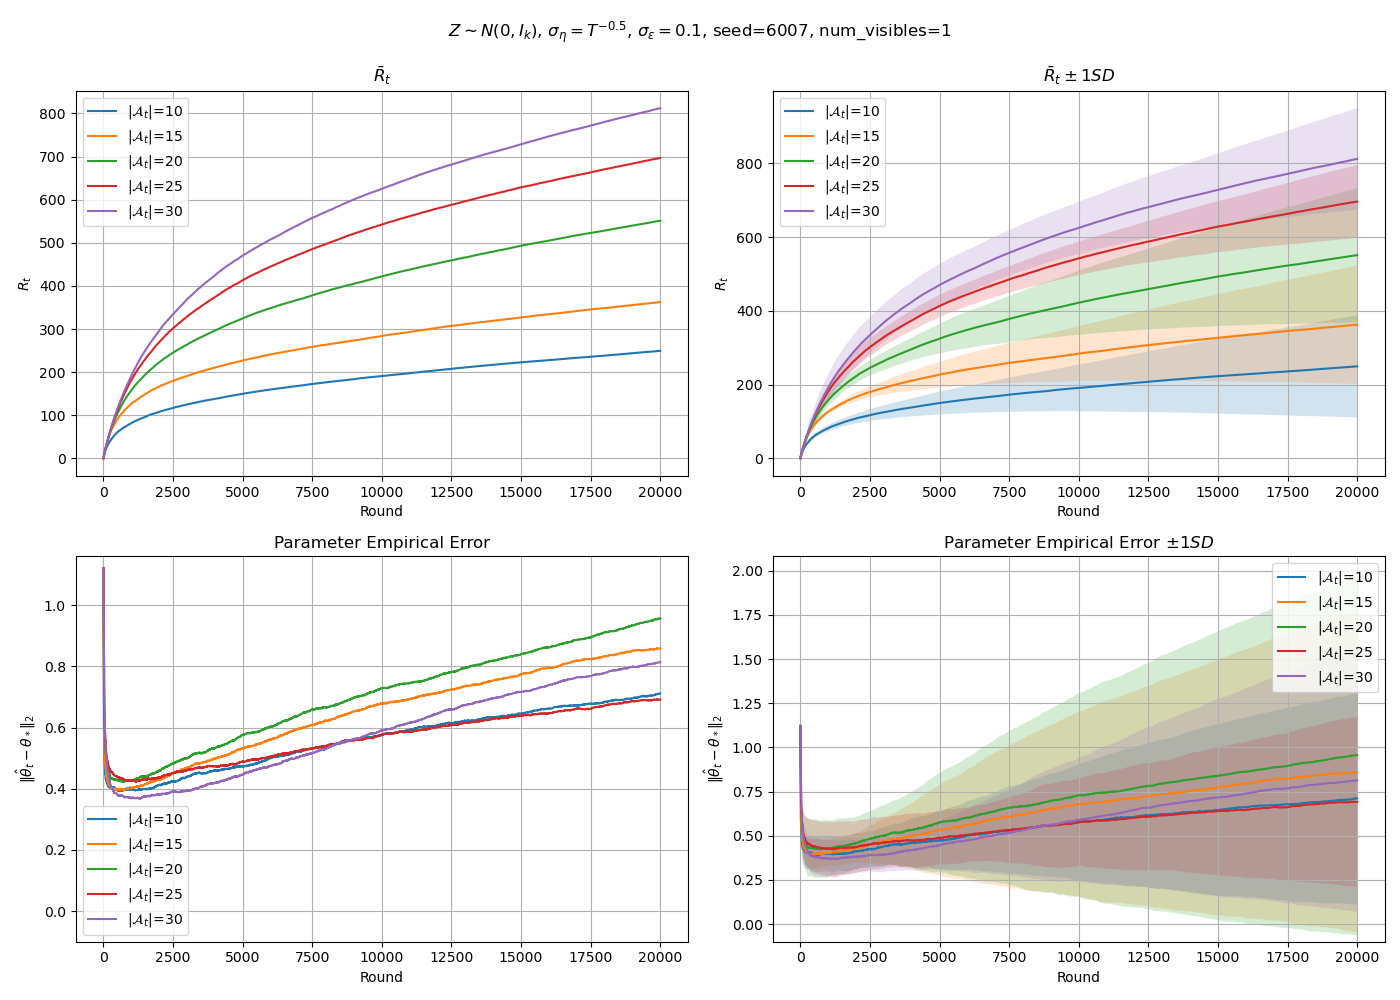 Z ∼ N(0, I_k), σ_η = T^{−0.5}, σ_ε = 0.1, seed=6007, num_visibles=1
R̄_t
800
700
600
500
400
300
200
100
0
R_t
|𝒜_t|=10
|𝒜_t|=15
|𝒜_t|=20
|𝒜_t|=25
|𝒜_t|=30
0 2500 5000 7500 10000 12500 15000 17500 20000
Round
R̄_t ± 1SD
800
600
400
200
0
R_t
|𝒜_t|=10
|𝒜_t|=15
|𝒜_t|=20
|𝒜_t|=25
|𝒜_t|=30
0 2500 5000 7500 10000 12500 15000 17500 20000
Round
Parameter Empirical Error
1.0
0.8
0.6
0.4
0.2
0.0
‖θ̂_t − θ_*‖_2
|𝒜_t|=10
|𝒜_t|=15
|𝒜_t|=20
|𝒜_t|=25
|𝒜_t|=30
0 2500 5000 7500 10000 12500 15000 17500 20000
Round
Parameter Empirical Error ±1SD
2.00
1.75
1.50
1.25
1.00
0.75
0.50
0.25
0.00
‖θ̂_t − θ_*‖_2
|𝒜_t|=10
|𝒜_t|=15
|𝒜_t|=20
|𝒜_t|=25
|𝒜_t|=30
0 2500 5000 7500 10000 12500 15000 17500 20000
Round